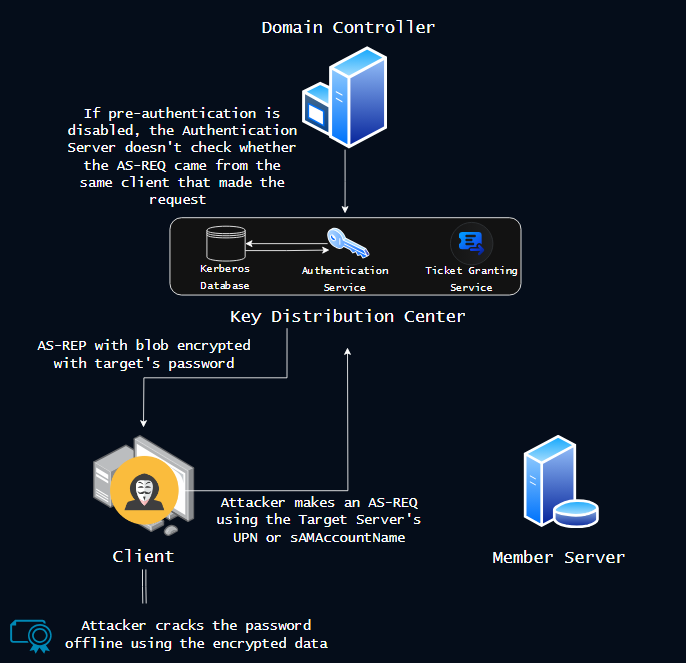 Domain Controller
If pre-authentication is
disabled, the Authentication
Server doesn't check whether
the AS-REQ came from the
same client that made the
request
Kerberos
Database
Authentication
Service
Ticket Granting
Service
Key Distribution Center
AS-REP with blob encrypted
with target's password
Attacker makes an AS-REQ
using the Target Server's
UPN or sAMAccountName
Client
Member Server
Attacker cracks the password
offline using the encrypted data